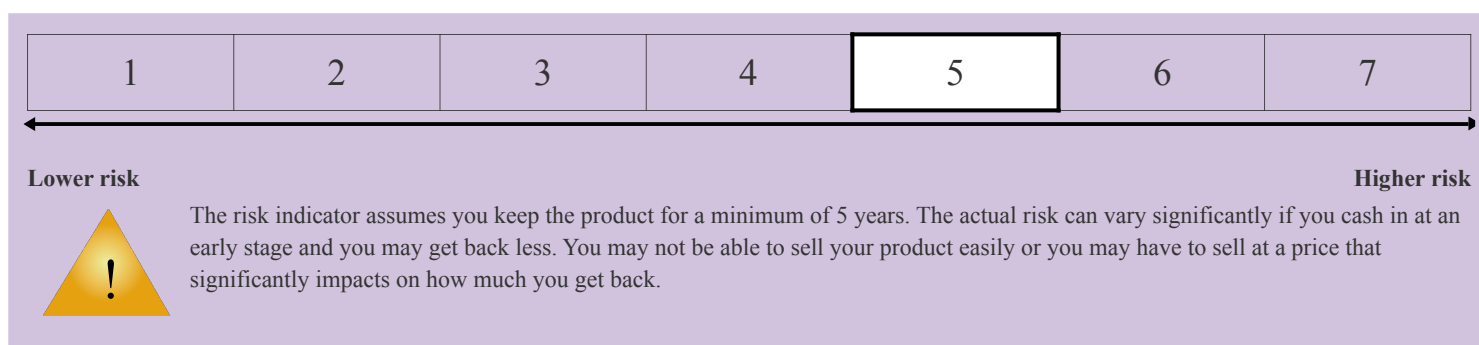 1 2 3 4 5 6 7
Lower risk Higher risk
The risk indicator assumes you keep the product for a minimum of 5 years. The actual risk can vary significantly if you cash in at an
early stage and you may get back less. You may not be able to sell your product easily or you may have to sell at a price that
significantly impacts on how much you get back.
!